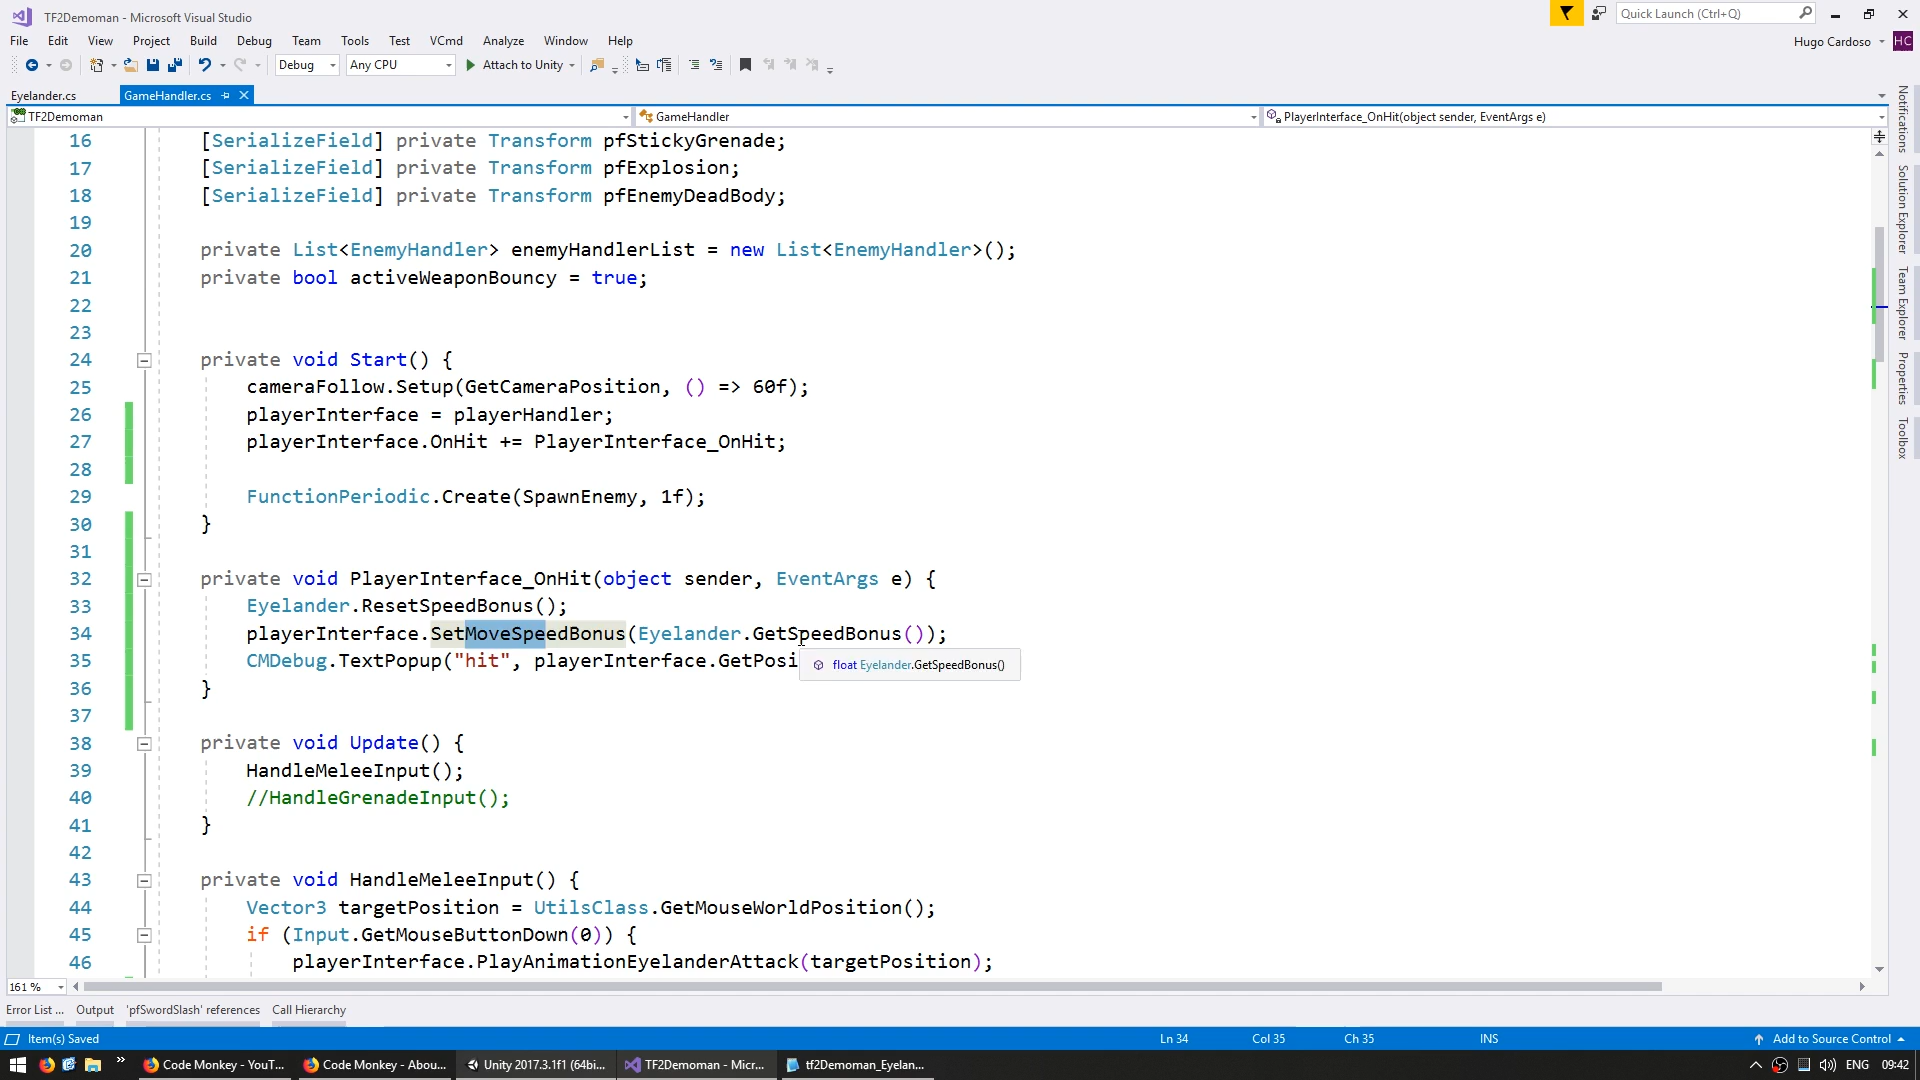 TF2Demoman - Microsoft Visual Studio
Quick Launch (Ctrl+Q)
File Edit View Project Build Debug Team Tools Test VCmd Analyze Window Help
Hugo Cardoso HC
Debug Any CPU Attach to Unity
Eyelander.cs GameHandler.cs
TF2Demoman GameHandler PlayerInterface_OnHit(object sender, EventArgs e)
16 [SerializeField] private Transform pfStickyGrenade;
17 [SerializeField] private Transform pfExplosion;
18 [SerializeField] private Transform pfEnemyDeadBody;
19
20 private List<EnemyHandler> enemyHandlerList = new List<EnemyHandler>();
21 private bool activeWeaponBouncy = true;
22
23
24 private void Start() {
25 cameraFollow.Setup(GetCameraPosition, () => 60f);
26 playerInterface = playerHandler;
27 playerInterface.OnHit += PlayerInterface_OnHit;
28
29 FunctionPeriodic.Create(SpawnEnemy, 1f);
30 }
31
32 private void PlayerInterface_OnHit(object sender, EventArgs e) {
33 Eyelander.ResetSpeedBonus();
34 playerInterface.SetMoveSpeedBonus(Eyelander.GetSpeedBonus());
35 CMDebug.TextPopup("hit", playerInterface.GetPosi
float Eyelander.GetSpeedBonus()
36 }
37
38 private void Update() {
39 HandleMeleeInput();
40 //HandleGrenadeInput();
41 }
42
43 private void HandleMeleeInput() {
44 Vector3 targetPosition = UtilsClass.GetMouseWorldPosition();
45 if (Input.GetMouseButtonDown(0)) {
46 playerInterface.PlayAnimationEyelanderAttack(targetPosition);
Notifications
Solution Explorer
Team Explorer
Properties
Toolbox
161 %
Error List ... Output 'pfSwordSlash' references Call Hierarchy
Item(s) Saved Ln 34 Col 35 Ch 35 INS Add to Source Control
Code Monkey - YouT... Code Monkey - Abou... Unity 2017.3.1f1 (64bi... TF2Demoman - Micr... tf2Demoman_Eyelan... ENG 09:42